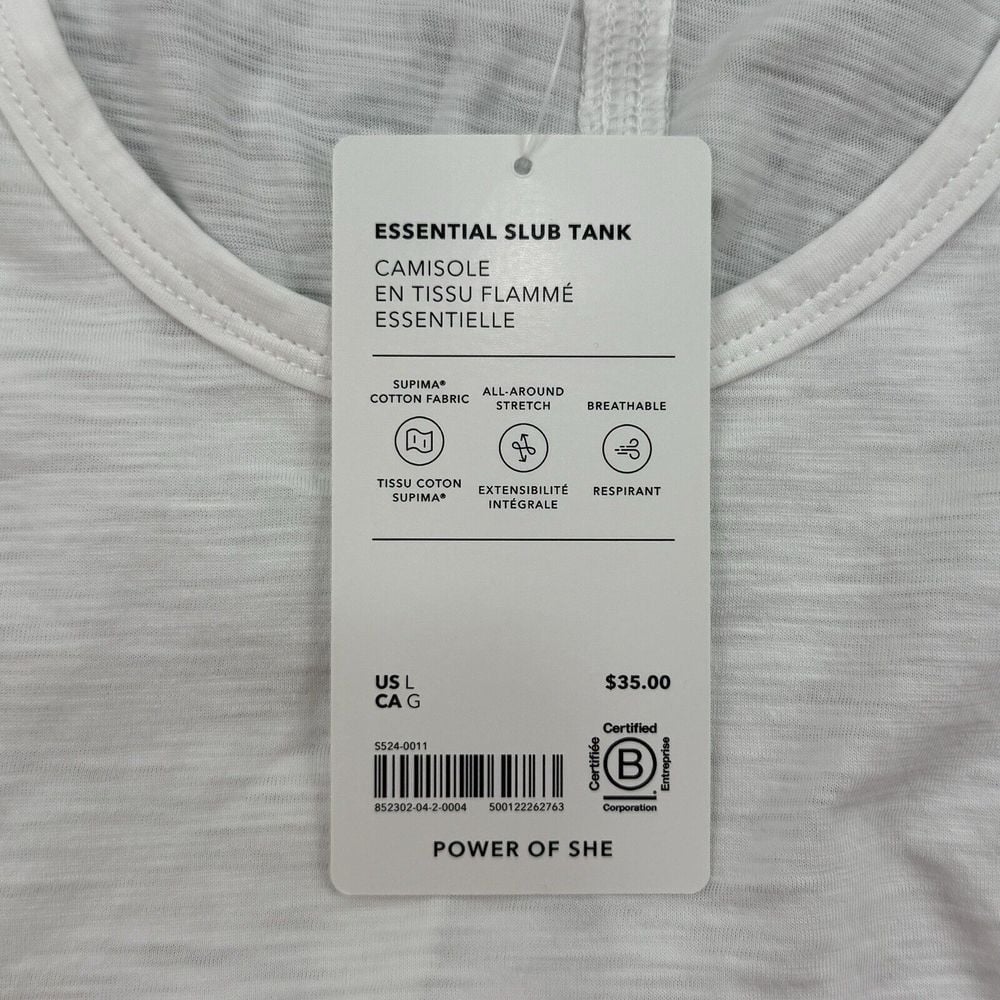 ESSENTIAL SLUB TANK
CAMISOLE
EN TISSU FLAMMÉ
ESSENTIELLE
SUPIMA®
COTTON FABRIC
TISSU COTON
SUPIMA®
ALL-AROUND
STRETCH
EXTENSIBILITÉ
INTÉGRALE
BREATHABLE
RESPIRANT
US L
CA G
$35.00
S524-0011
852302-04-2-0004 500122262763
Certified
Certifiée
B
Entreprise
Corporation
POWER OF SHE